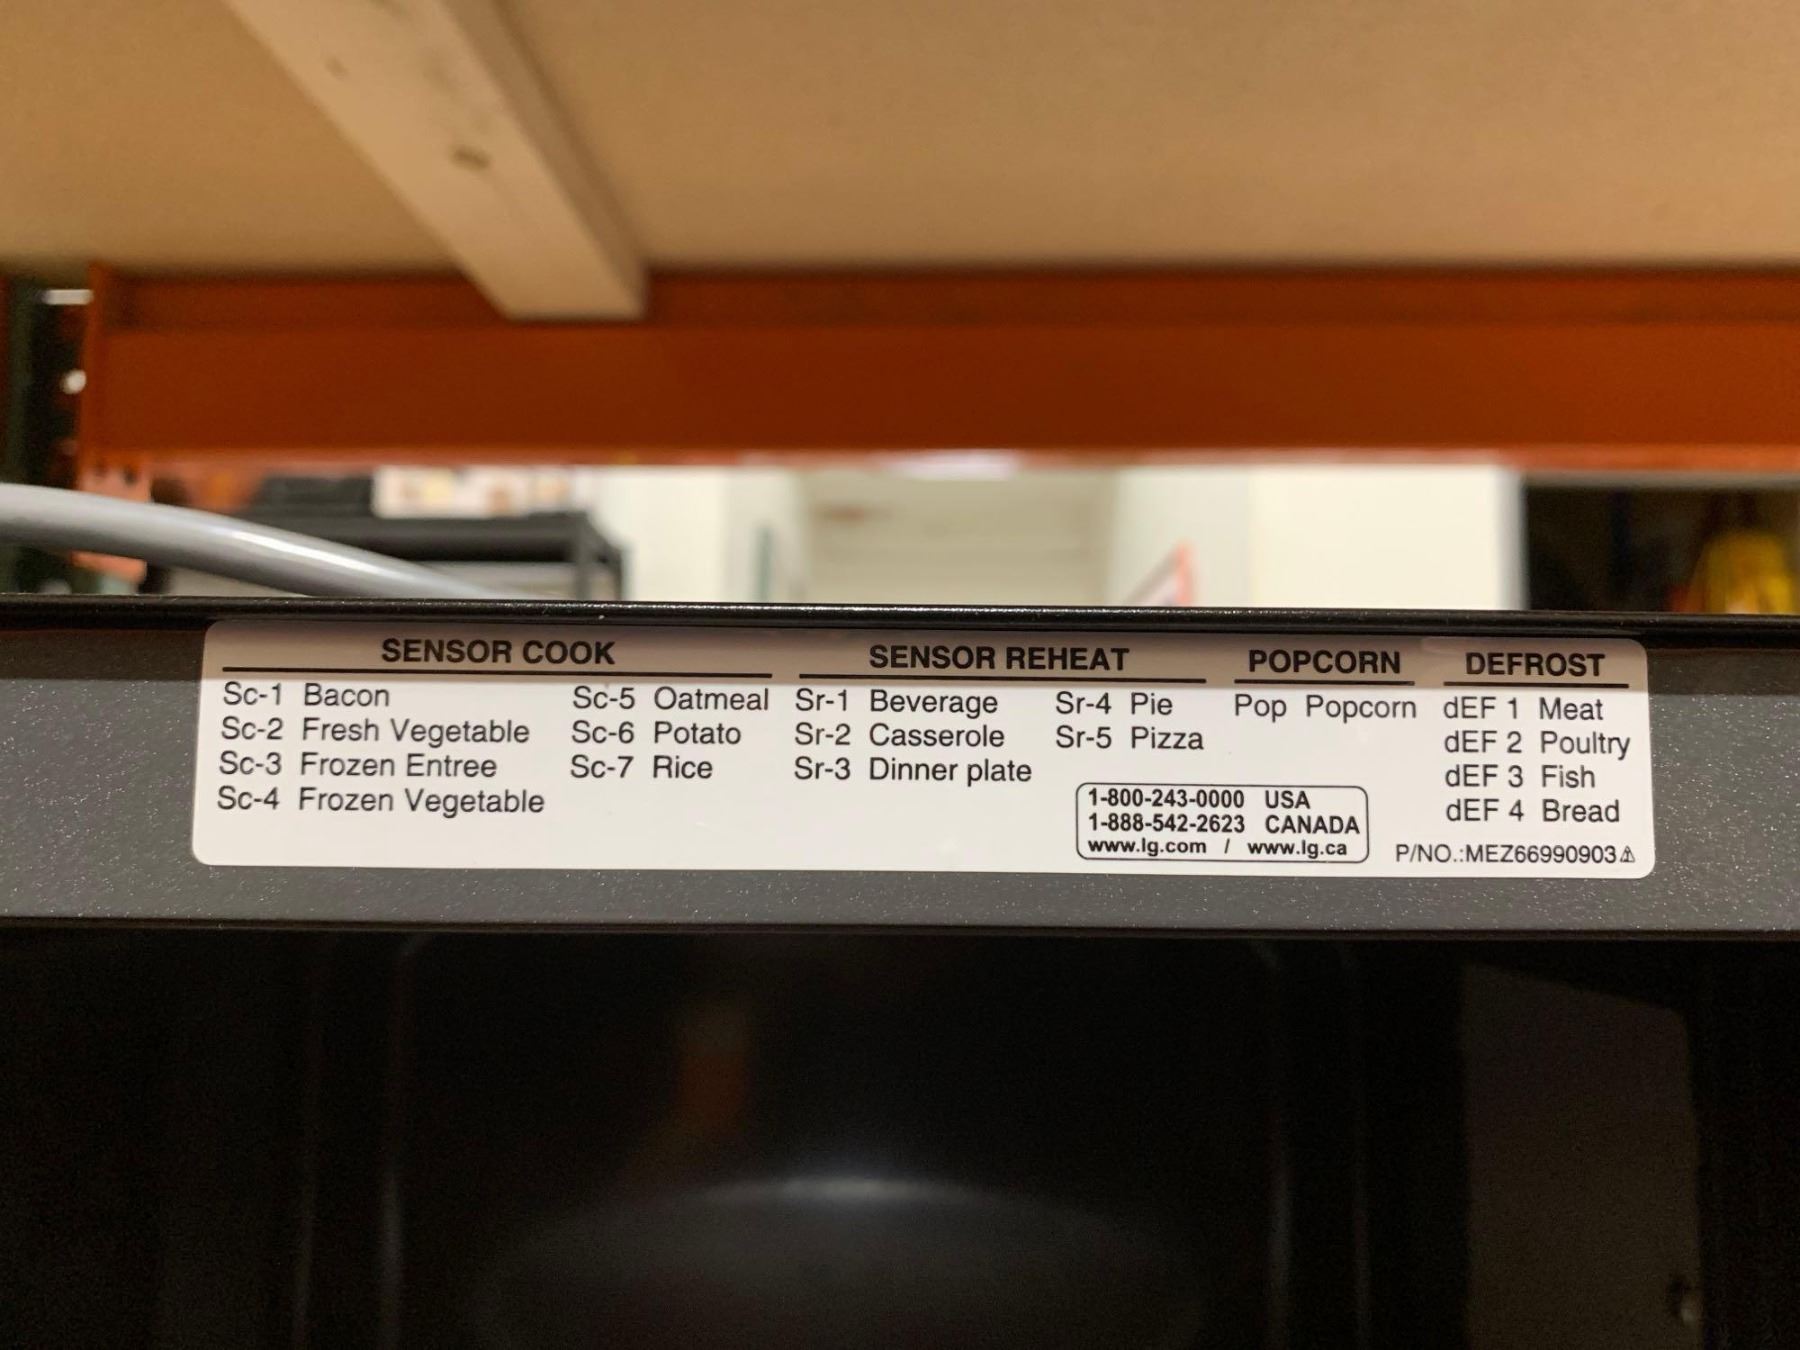 SENSOR COOK
Sc-1 Bacon
Sc-2 Fresh Vegetable
Sc-3 Frozen Entree
Sc-4 Frozen Vegetable
Sc-5 Oatmeal
Sc-6 Potato
Sc-7 Rice
SENSOR REHEAT
Sr-1 Beverage
Sr-2 Casserole
Sr-3 Dinner plate
Sr-4 Pie
Sr-5 Pizza
POPCORN
Pop Popcorn
DEFROST
dEF 1 Meat
dEF 2 Poultry
dEF 3 Fish
dEF 4 Bread
1-800-243-0000 USA
1-888-542-2623 CANADA
www.lg.com / www.lg.ca
P/NO.:MEZ66990903